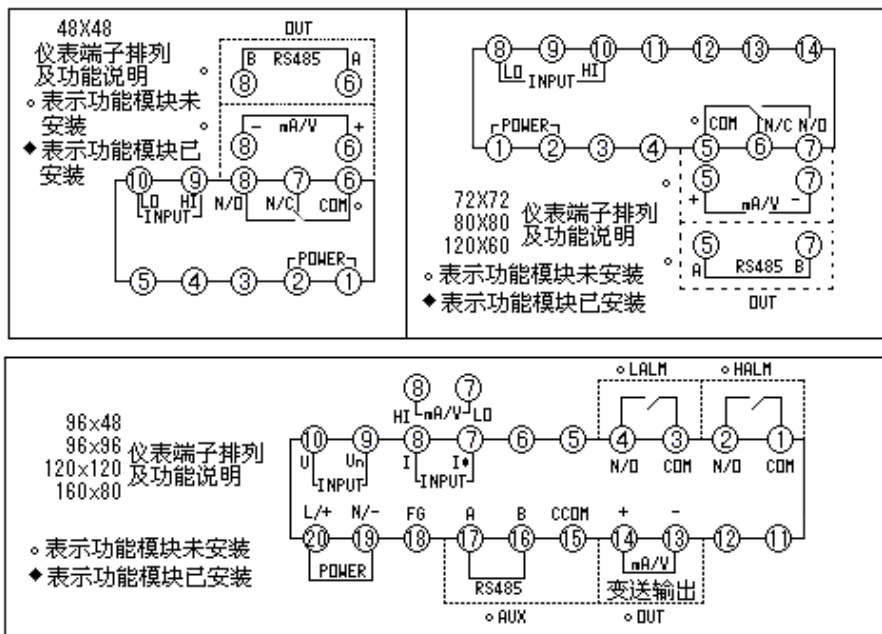 48X48
仪表端子排列
及功能说明
∘表示功能模块未
安装
◆表示功能模块已
安装
OUT
B RS485 A
⑧ ⑥
- mA/V +
⑧ ⑥
⑩ ⑨ ⑧ ⑦ ⑥
LO HI N/O N/C COM
INPUT
POWER
⑤ ④ ③ ② ①
⑧ ⑨ ⑩ ⑪ ⑫ ⑬ ⑭
LO INPUT HI
POWER COM N/C N/O
① ② ③ ④ ⑤ ⑥ ⑦
⑤ ⑦
+ mA/V -
⑤ ⑦
A RS485 B
OUT
72X72
80X80
120X60
仪表端子排列
及功能说明
∘表示功能模块未安装
◆表示功能模块已安装
96×48
96×96
120×120
160×80
仪表端子排列
及功能说明
∘表示功能模块未安装
◆表示功能模块已安装
∘LALM ∘HALM
⑧ ⑦
HI mA/V LO
⑩ ⑨ ⑧ ⑦ ⑥ ⑤ ④ ③ ② ①
U Un I I* N/O COM N/O COM
INPUT INPUT
L/+ N/- FG A B CCOM + -
⑳ ⑲ ⑱ ⑰ ⑯ ⑮ ⑭ ⑬ ⑫ ⑪
POWER RS485 mA/V
变送输出
∘AUX ∘OUT